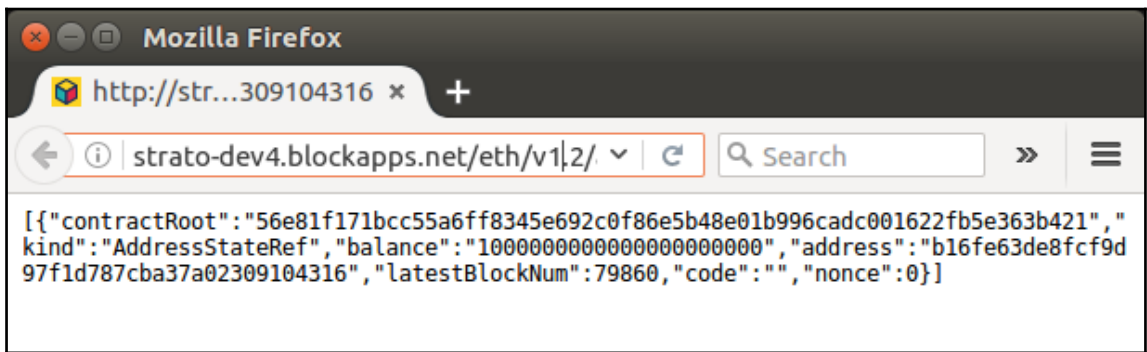 Mozilla Firefox
http://str...309104316 ×
strato-dev4.blockapps.net/eth/v1.2/ Search
[{"contractRoot":"56e81f171bcc55a6ff8345e692c0f86e5b48e01b996cadc001622fb5e363b421","
kind":"AddressStateRef","balance":"1000000000000000000000","address":"b16fe63de8fcf9d
97f1d787cba37a02309104316","latestBlockNum":79860,"code":"","nonce":0}]